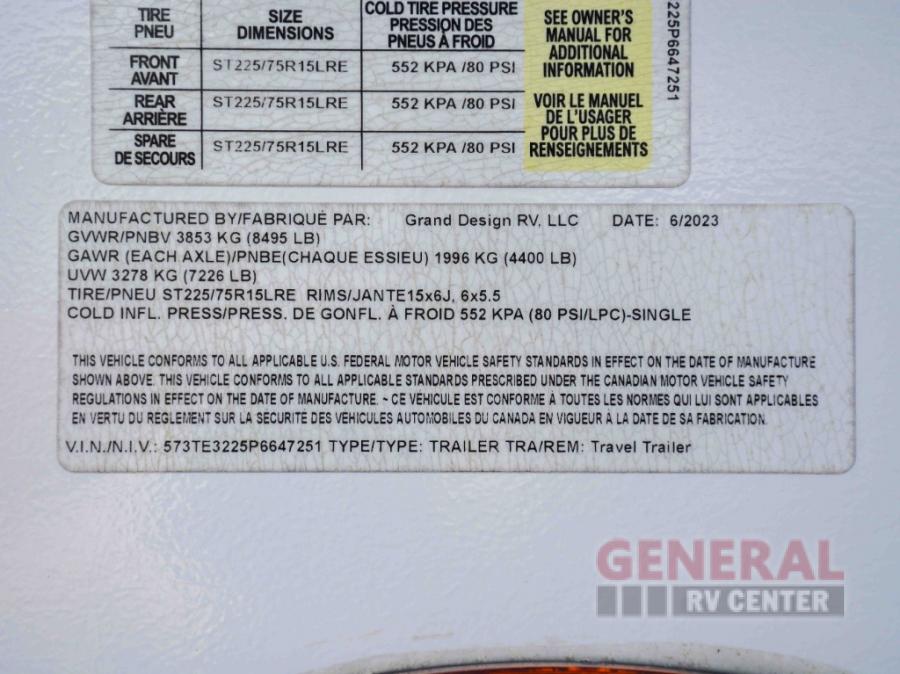 TIRE PNEU SIZE DIMENSIONS COLD TIRE PRESSURE PRESSION DES PNEUS À FROID
FRONT AVANT ST225/75R15LRE 552 KPA /80 PSI
REAR ARRIÈRE ST225/75R15LRE 552 KPA /80 PSI
SPARE DE SECOURS ST225/75R15LRE 552 KPA /80 PSI
SEE OWNER'S
MANUAL FOR
ADDITIONAL
INFORMATION
VOIR LE MANUEL
DE L'USAGER
POUR PLUS DE
RENSEIGNEMENTS
225P6647251
MANUFACTURED BY/FABRIQUÉ PAR: Grand Design RV, LLC DATE: 6/2023
GVWR/PNBV 3853 KG (8495 LB)
GAWR (EACH AXLE)/PNBE(CHAQUE ESSIEU) 1996 KG (4400 LB)
UVW 3278 KG (7226 LB)
TIRE/PNEU ST225/75R15LRE RIMS/JANTE15x6J, 6x5.5
COLD INFL. PRESS/PRESS. DE GONFL. À FROID 552 KPA (80 PSI/LPC)-SINGLE
THIS VEHICLE CONFORMS TO ALL APPLICABLE U.S. FEDERAL MOTOR VEHICLE SAFETY STANDARDS IN EFFECT ON THE DATE OF MANUFACTURE
SHOWN ABOVE. THIS VEHICLE CONFORMS TO ALL APPLICABLE STANDARDS PRESCRIBED UNDER THE CANADIAN MOTOR VEHICLE SAFETY
REGULATIONS IN EFFECT ON THE DATE OF MANUFACTURE. ~ CE VÉHICULE EST CONFORME À TOUTES LES NORMES QUI LUI SONT APPLICABLES
EN VERTU DU RÈGLEMENT SUR LA SÉCURITÉ DES VÉHICULES AUTOMOBILES DU CANADA EN VIGUEUR À LA DATE DE SA FABRICATION.
V.I.N./N.I.V.: 573TE3225P6647251 TYPE/TYPE: TRAILER TRA/REM: Travel Trailer
GENERAL
RV CENTER